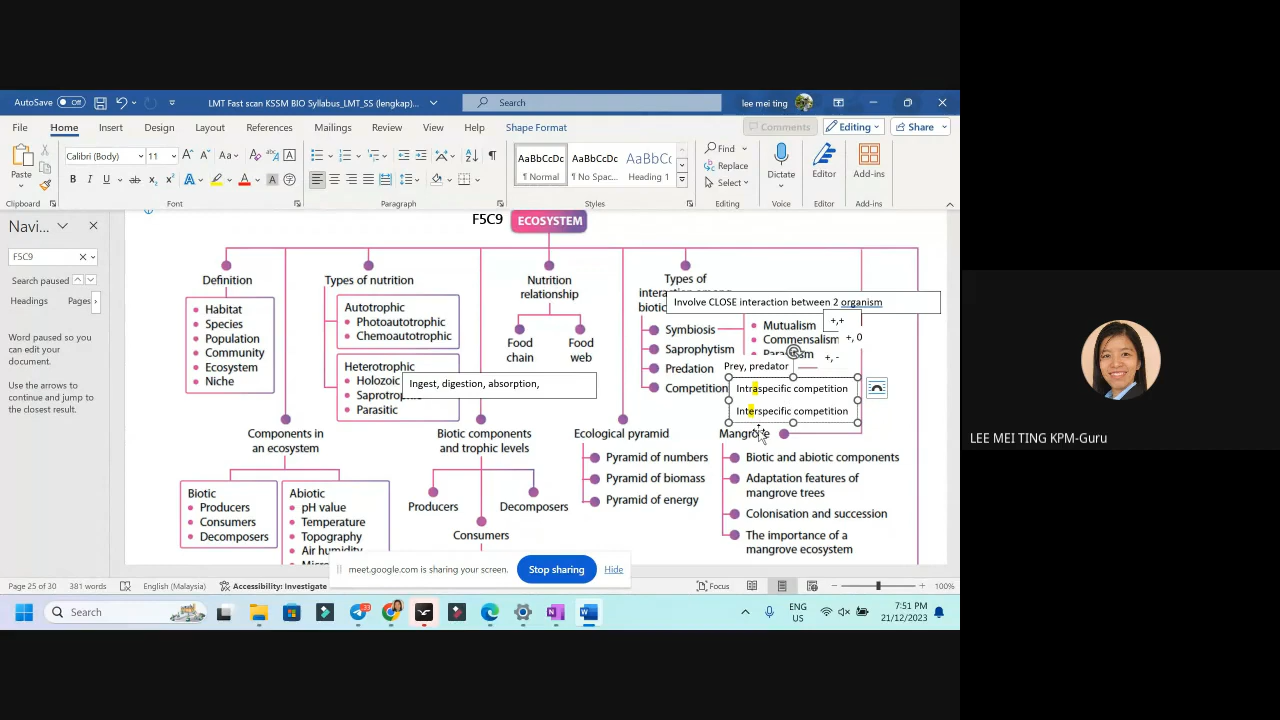 AutoSave Off
LMT Fast scan KSSM BIO Syllabus_LMT_SS (lengkap)...
Search
lee mei ting
File Home Insert Design Layout References Mailings Review View Help Shape Format
Comments Editing Share
Paste
Calibri (Body) 11
AaBbCcDc AaBbCcDc AaBbCc
¶ Normal ¶ No Spac... Heading 1
Find
Replace
Select
Dictate
Editor
Add-ins
Clipboard Font Paragraph Styles Editing Voice Editor Add-ins
Navi...
F5C9
Search paused
Headings Pages
Word paused so you can edit your document.
Use the arrows to continue and jump to the closest result.
F5C9 ECOSYSTEM
Definition
Habitat
Species
Population
Community
Ecosystem
Niche
Types of nutrition
Autotrophic
Photoautotrophic
Chemoautotrophic
Heterotrophic
Holozoic
Saprotrophic
Parasitic
Ingest, digestion, absorption,
Nutrition
relationship
Food
chain
Food
web
Types of
Involve CLOSE interaction between 2 organism
Symbiosis
Saprophytism
Predation
Competition
Mutualism
Commensalism
Parasitism
+,+
+, 0
+, -
Prey, predator
Intraspecific competition
Interspecific competition
Components in
an ecosystem
Biotic
Producers
Consumers
Decomposers
Abiotic
pH value
Temperature
Topography
Air humidity
Biotic components
and trophic levels
Producers
Decomposers
Consumers
Ecological pyramid
Pyramid of numbers
Pyramid of biomass
Pyramid of energy
Mangrove
Biotic and abiotic components
Adaptation features of
mangrove trees
Colonisation and succession
The importance of a
mangrove ecosystem
meet.google.com is sharing your screen.
Stop sharing
Hide
Page 25 of 30 381 words English (Malaysia) Accessibility: Investigate Focus 100%
Search
ENG
US
7:51 PM
21/12/2023
LEE MEI TING KPM-Guru